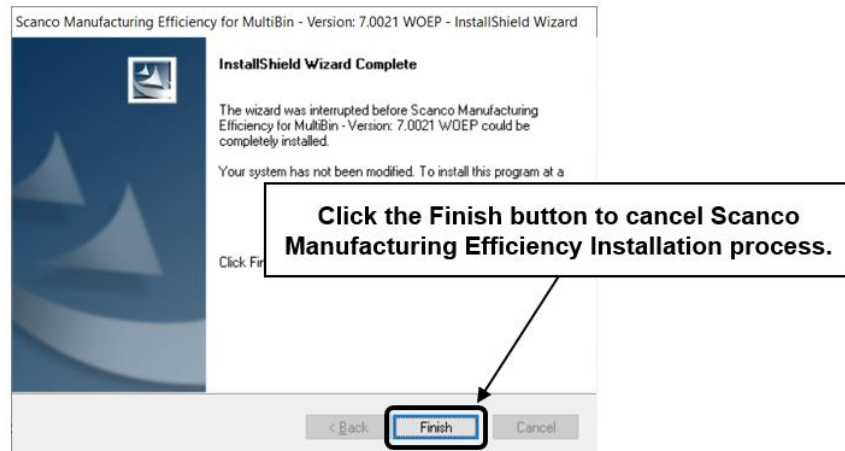 Scanco Manufacturing Efficiency for MultiBin - Version: 7.0021 WOEP - InstallShield Wizard
InstallShield Wizard Complete
The wizard was interrupted before Scanco Manufacturing
Efficiency for MultiBin - Version: 7.0021 WOEP could be
completely installed.
Your system has not been modified. To install this program at a
Click the Finish button to cancel Scanco
Manufacturing Efficiency Installation process.
Click
< Back
Finish
Cancel